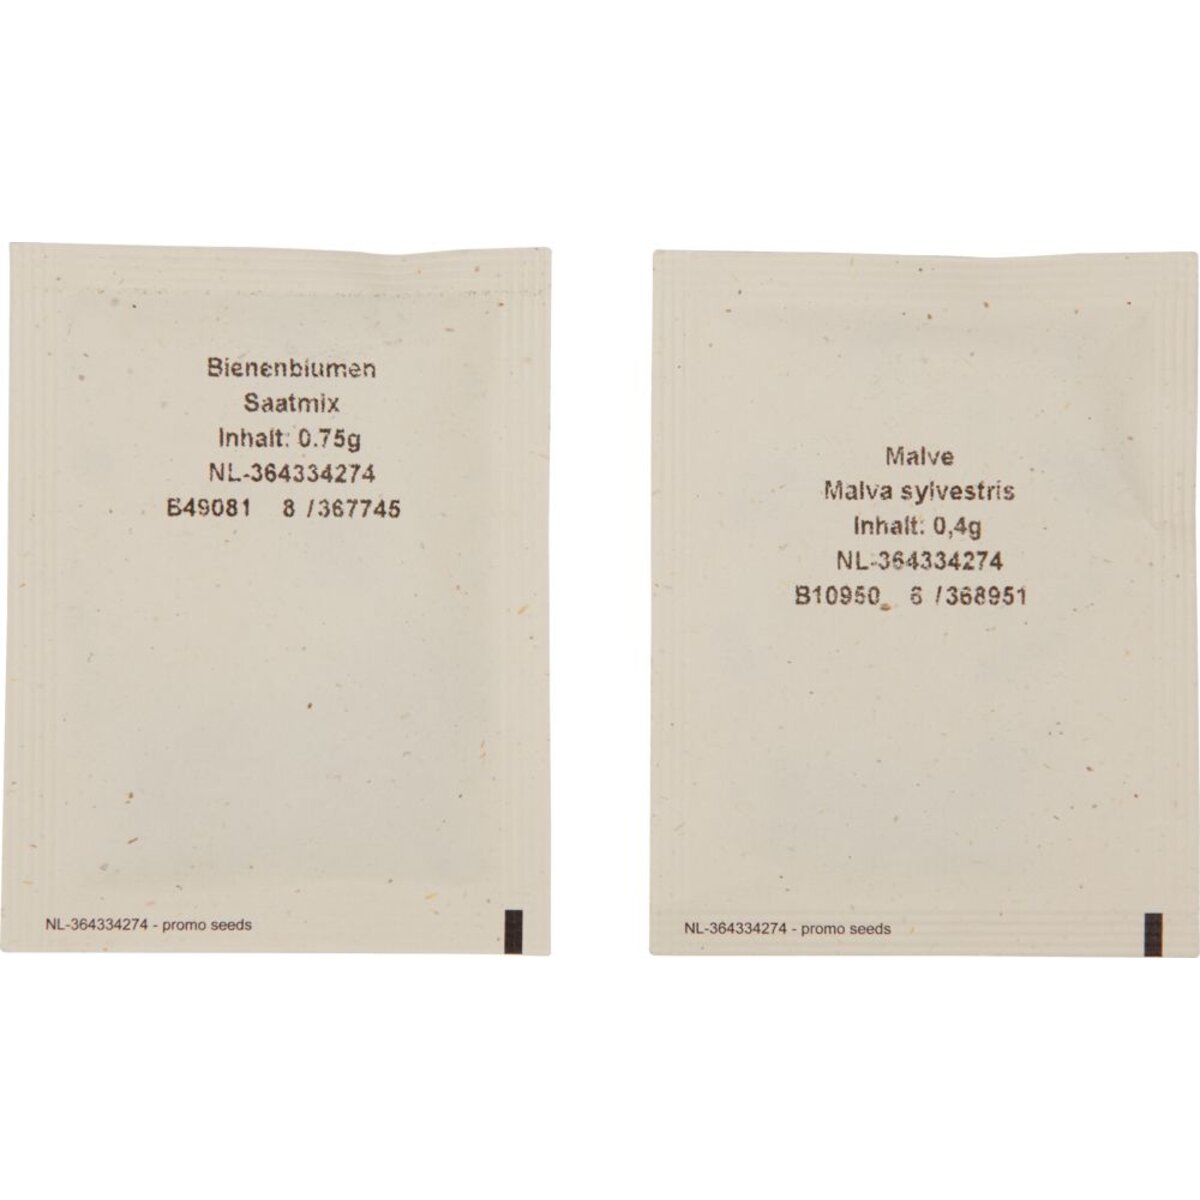 Bienenblumen
Saatmix
Inhalt: 0.75g
NL-364334274
B49081 8 /367745
NL-364334274 - promo seeds
Malve
Malva sylvestris
Inhalt: 0,4g
NL-364334274
B10950 6 /368951
NL-364334274 - promo seeds